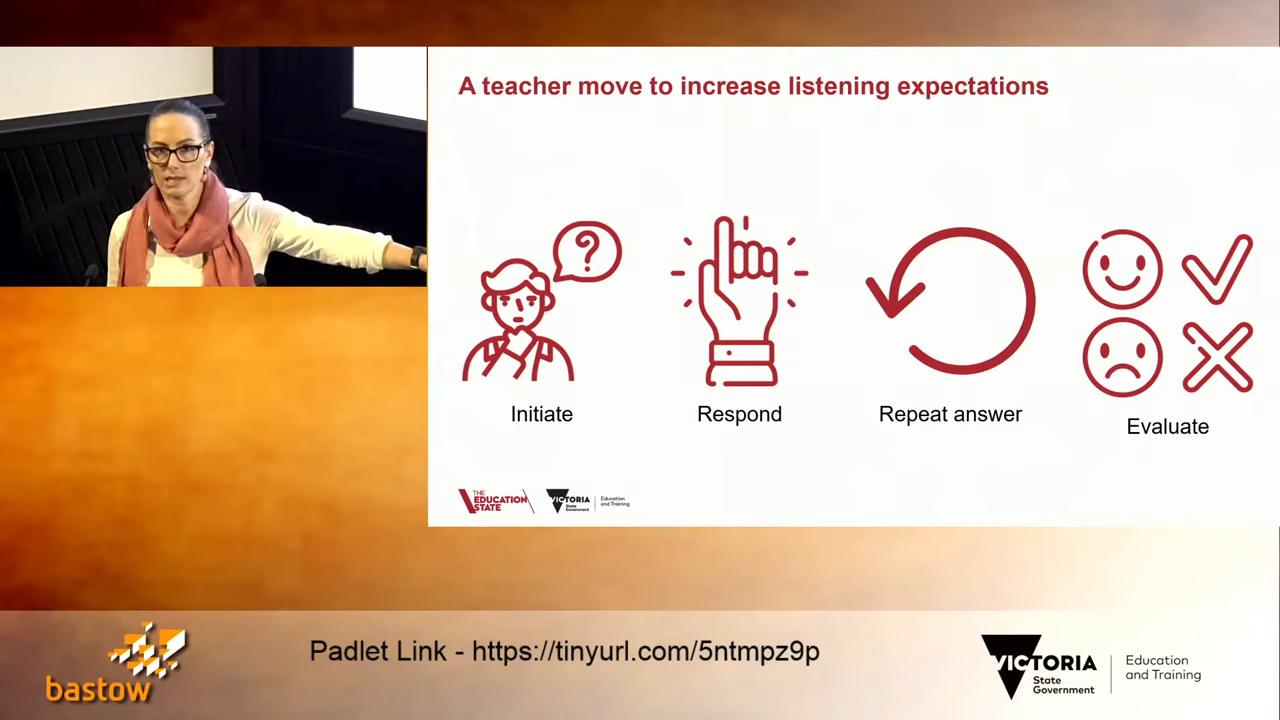 A teacher move to increase listening expectations
?
Initiate
Respond
Repeat answer
Evaluate
THE
EDUCATION
STATE
VICTORIA
State
Government
Education
and Training
bastow
Padlet Link - https://tinyurl.com/5ntmpz9p
VICTORIA
State
Government
Education
and Training